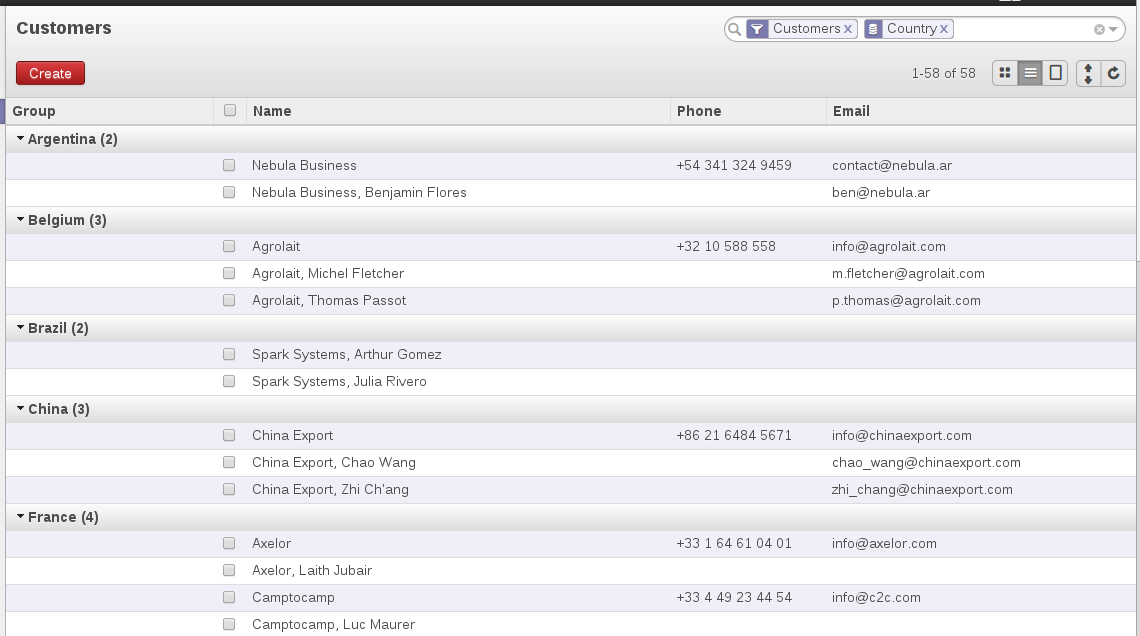 Customers
Customers x Country x
Create
1-58 of 58
Group Name Phone Email
Argentina (2)
Nebula Business +54 341 324 9459 contact@nebula.ar
Nebula Business, Benjamin Flores ben@nebula.ar
Belgium (3)
Agrolait +32 10 588 558 info@agrolait.com
Agrolait, Michel Fletcher m.fletcher@agrolait.com
Agrolait, Thomas Passot p.thomas@agrolait.com
Brazil (2)
Spark Systems, Arthur Gomez
Spark Systems, Julia Rivero
China (3)
China Export +86 21 6484 5671 info@chinaexport.com
China Export, Chao Wang chao_wang@chinaexport.com
China Export, Zhi Ch'ang zhi_chang@chinaexport.com
France (4)
Axelor +33 1 64 61 04 01 info@axelor.com
Axelor, Laith Jubair
Camptocamp +33 4 49 23 44 54 info@c2c.com
Camptocamp, Luc Maurer